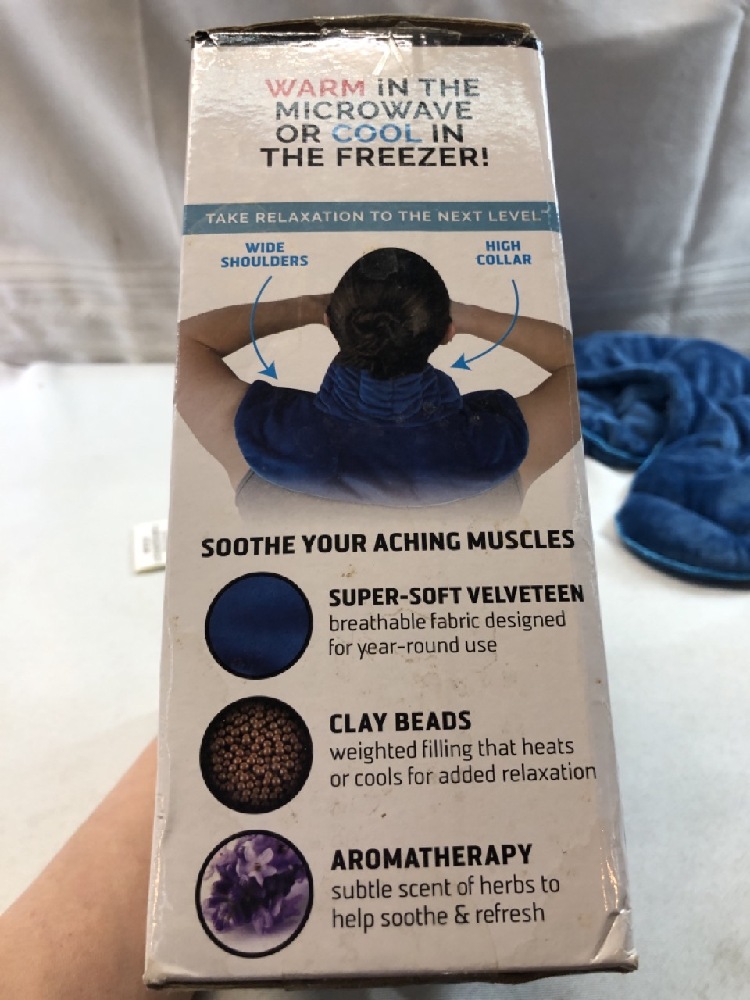 WARM IN THE
MICROWAVE
OR COOL IN
THE FREEZER!
TAKE RELAXATION TO THE NEXT LEVEL™
WIDE
SHOULDERS
HIGH
COLLAR
SOOTHE YOUR ACHING MUSCLES
SUPER-SOFT VELVETEEN
breathable fabric designed
for year-round use
CLAY BEADS
weighted filling that heats
or cools for added relaxation
AROMATHERAPY
subtle scent of herbs to
help soothe & refresh